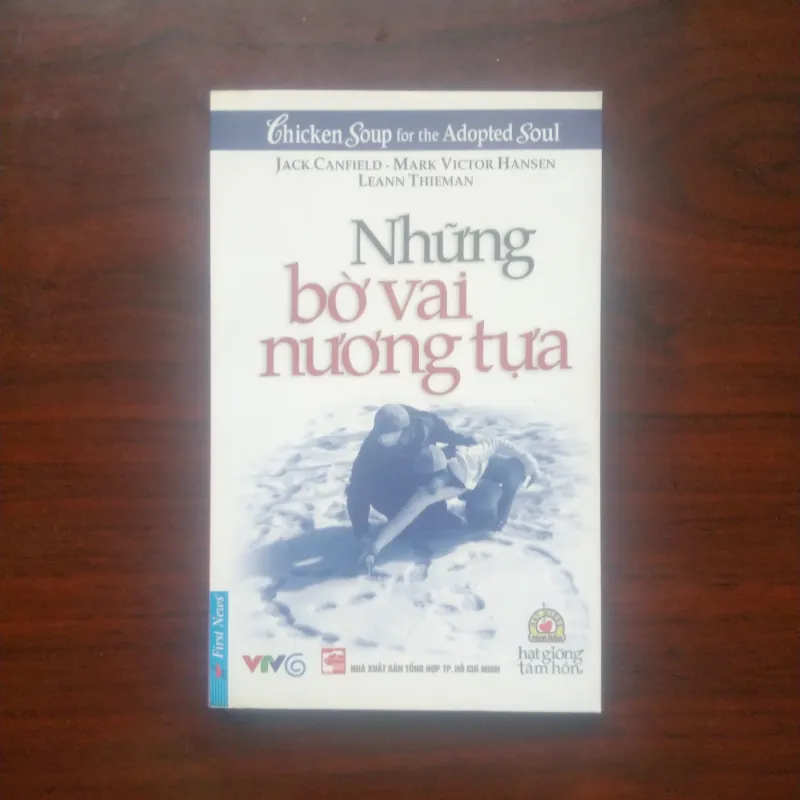 Chicken Soup for the Adopted Soul
JACK CANFIELD - MARK VICTOR HANSEN
LEANN THIEMAN
Những
bờ vai
nương tựa
First News
VTV6
NHÀ XUẤT BẢN TỔNG HỢP TP. HỒ CHÍ MINH
hạt giống
tâm hồn